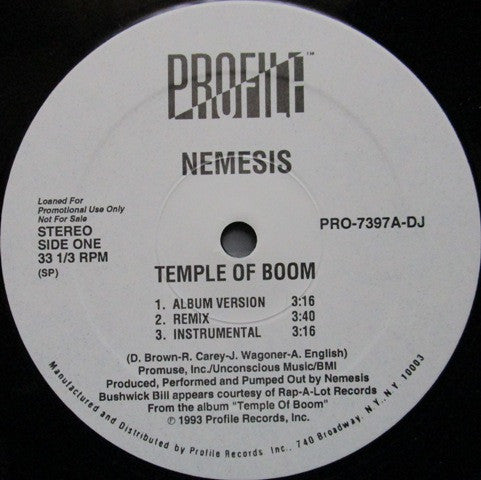 PROFILE™
NEMESIS
Loaned For
Promotional Use Only
Not For Sale
STEREO
SIDE ONE
33 1/3 RPM
(SP)
PRO-7397A-DJ
TEMPLE OF BOOM
1. ALBUM VERSION 3:16
2. REMIX 3:40
3. INSTRUMENTAL 3:16
(D. Brown-R. Carey-J. Wagoner-A. English)
Promuse, Inc./Unconscious Music/BMI
Produced, Performed and Pumped Out by Nemesis
Bushwick Bill appears courtesy of Rap-A-Lot Records
From the album "Temple Of Boom"
℗ 1993 Profile Records, Inc.
Manufactured and Distributed by Profile Records Inc., 740 Broadway, N.Y., N.Y. 10003